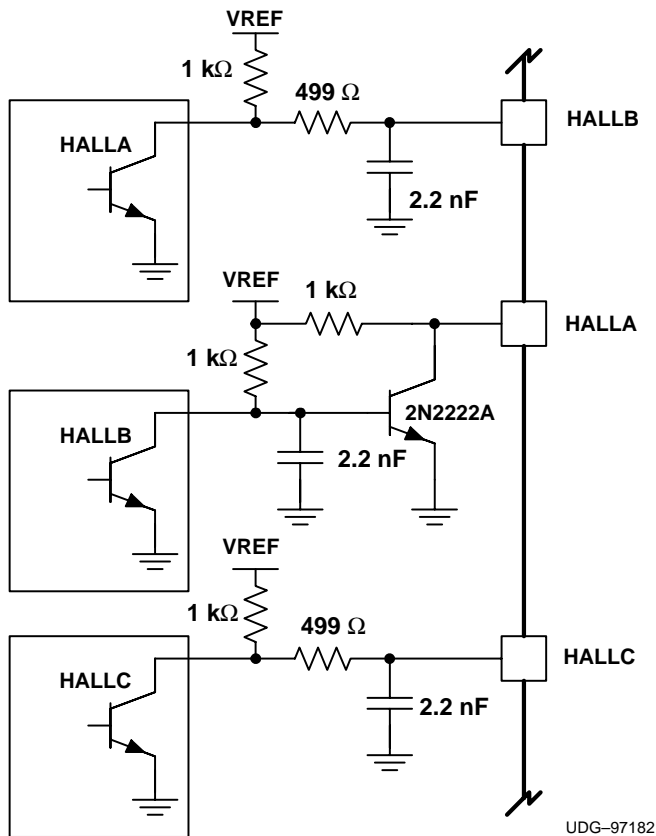 VREF
1 kΩ
499 Ω
HALLB
HALLA
2.2 nF
VREF
1 kΩ
HALLA
1 kΩ
2N2222A
HALLB
2.2 nF
VREF
1 kΩ
499 Ω
HALLC
HALLC
2.2 nF
UDG–97182